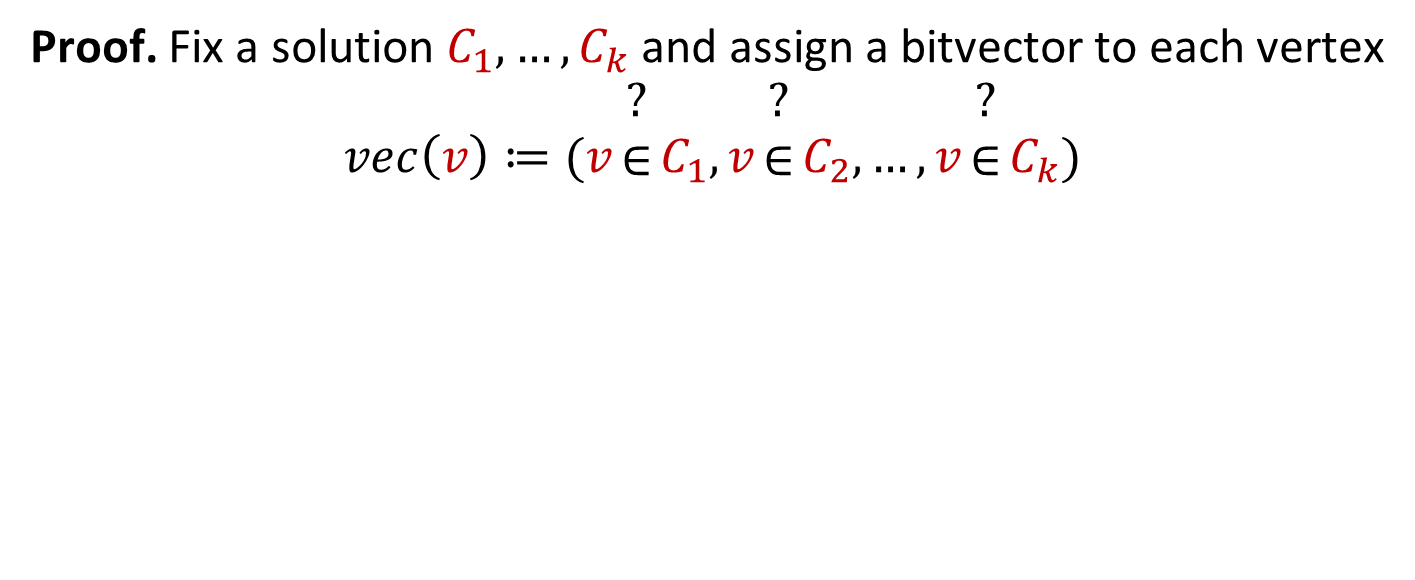 Proof. Fix a solution C₁, … , Cₖ and assign a bitvector to each vertex
? ? ?
vec(v) ≔ (v ∈ C₁, v ∈ C₂, … , v ∈ Cₖ)